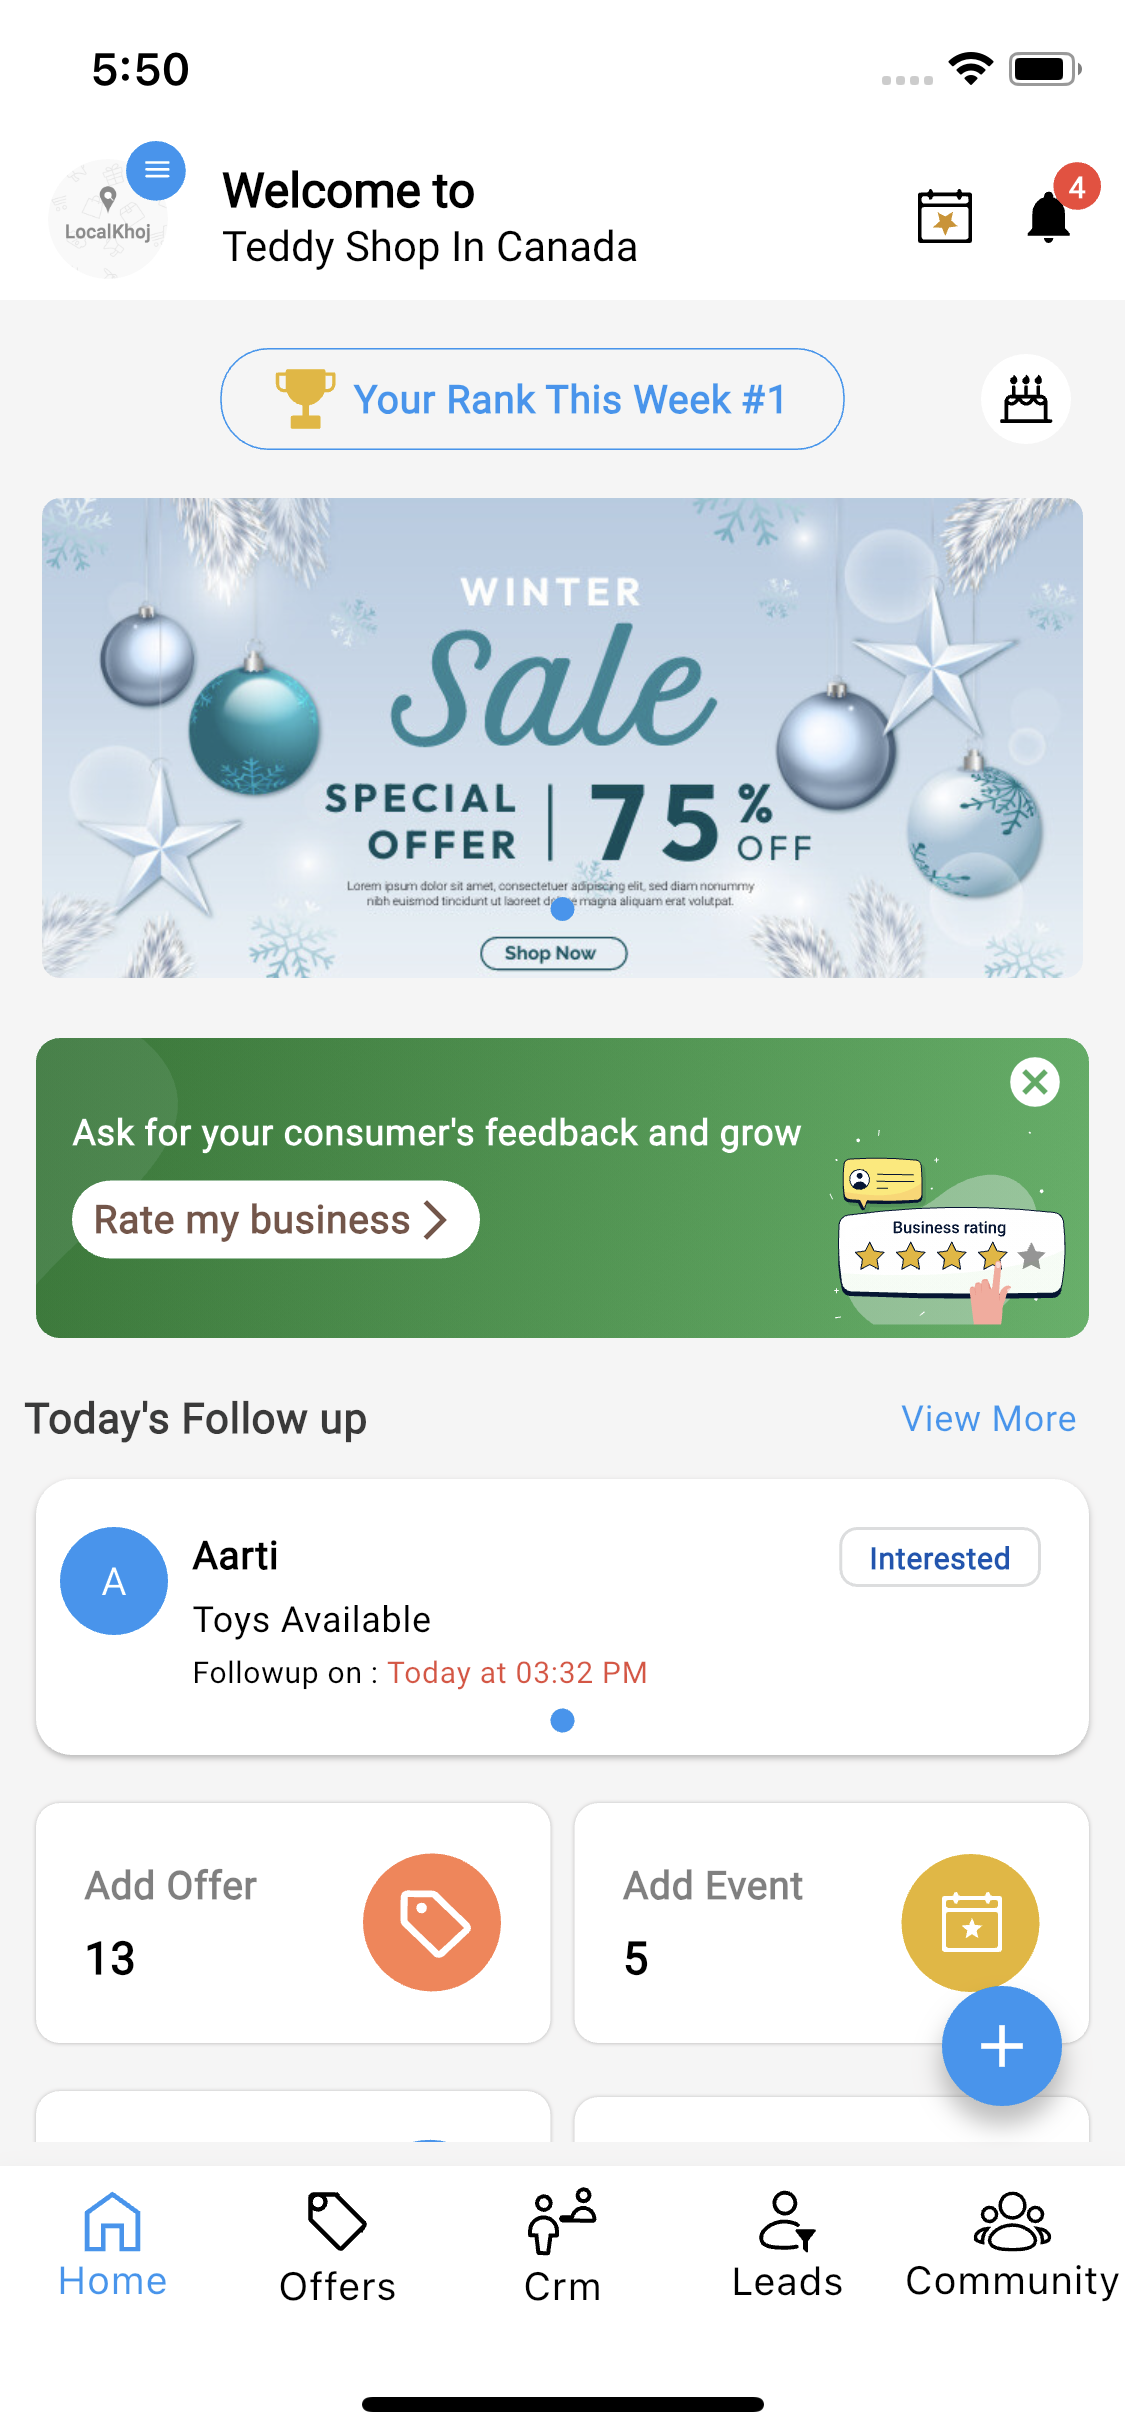 5:50
LocalKhoj
Welcome to
Teddy Shop In Canada
4
Your Rank This Week #1
WINTER
Sale
SPECIAL OFFER
75% OFF
Lorem ipsum dolor sit amet, consectetuer adipiscing elit, sed diam nonummy
nibh euismod tincidunt ut laoreet magna aliquam erat volutpat.
Shop Now
Ask for your consumer's feedback and grow
Rate my business
Business rating
Today's Follow up
View More
A
Aarti
Interested
Toys Available
Followup on : Today at 03:32 PM
Add Offer
13
Add Event
5
Home
Offers
Crm
Leads
Community